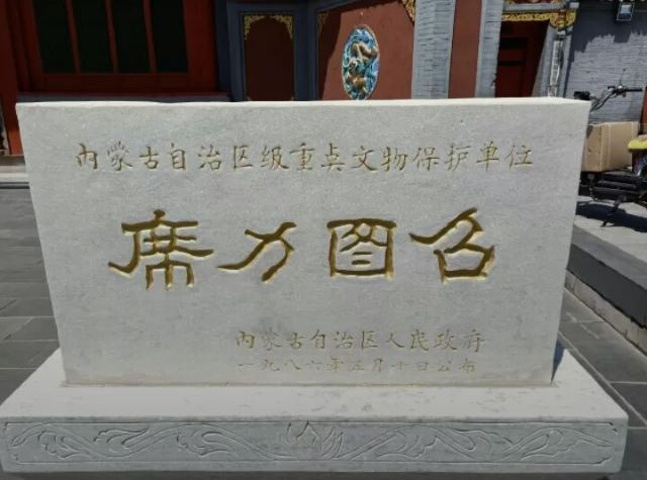 内蒙古自治区级重点文物保护单位
席力图召
内蒙古自治区人民政府
一九八六年五月十日公布